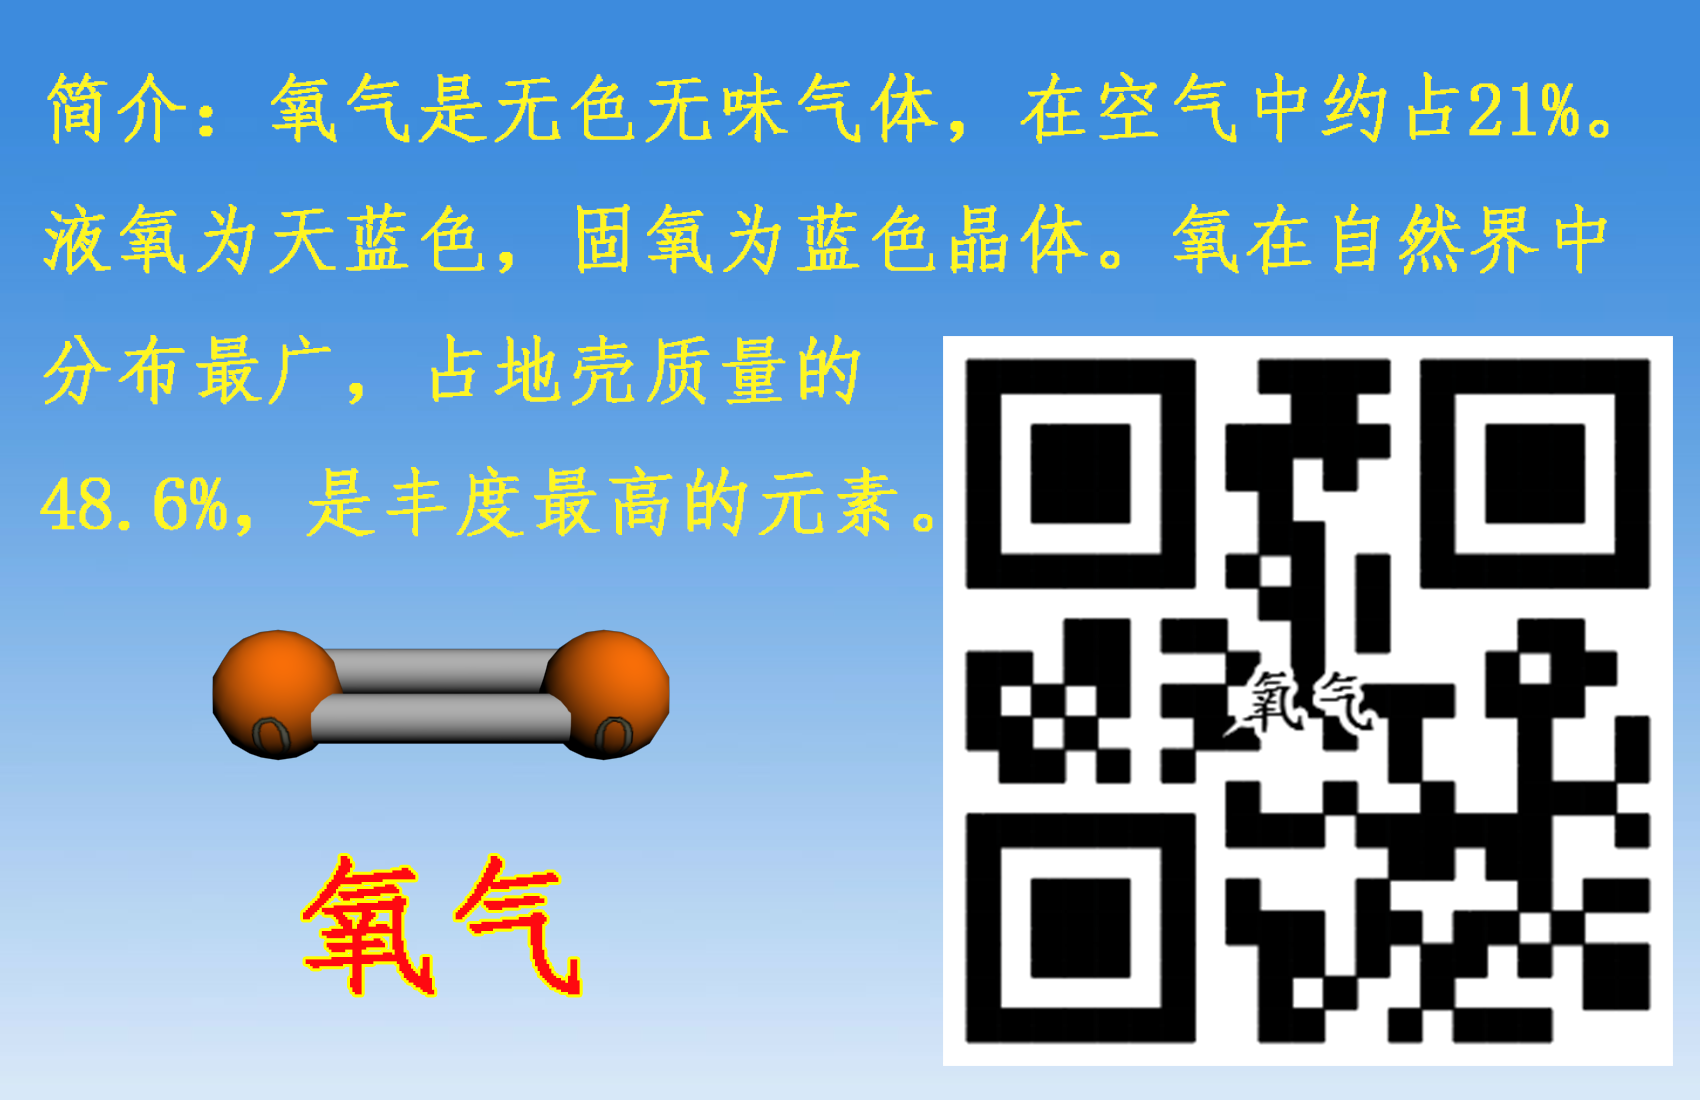 简介：氧气是无色无味气体，在空气中约占21%。
液氧为天蓝色，固氧为蓝色晶体。氧在自然界中
分布最广，占地壳质量的
48.6%，是丰度最高的元素。
氧气
O O
氧气